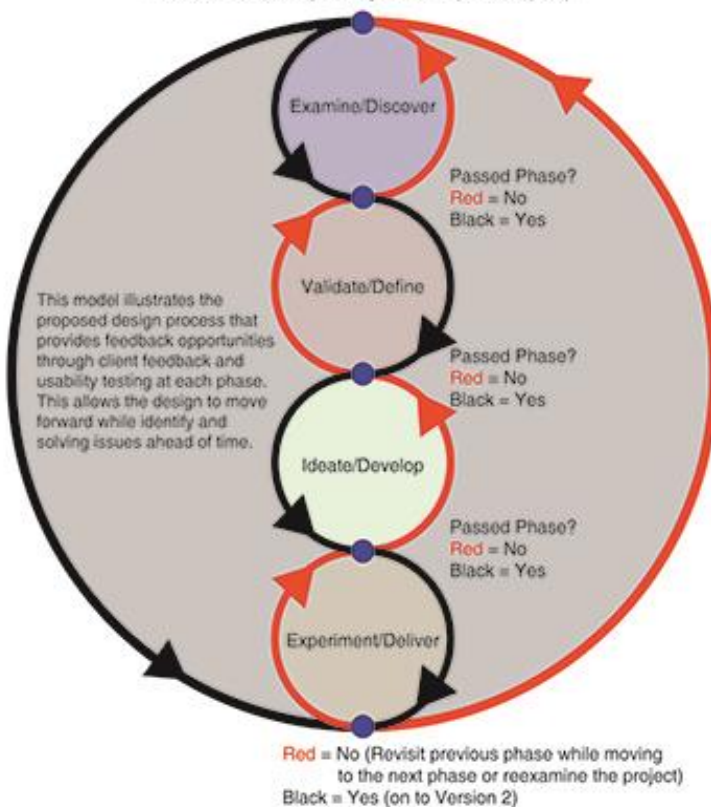 Examine/Discover
Passed Phase?
Red = No
Black = Yes
Validate/Define
This model illustrates the
proposed design process that
provides feedback opportunities
through client feedback and
usability testing at each phase.
This allows the design to move
forward while identify and
solving issues ahead of time.
Passed Phase?
Red = No
Black = Yes
Ideate/Develop
Passed Phase?
Red = No
Black = Yes
Experiment/Deliver
Red = No (Revisit previous phase while moving
to the next phase or reexamine the project)
Black = Yes (on to Version 2)